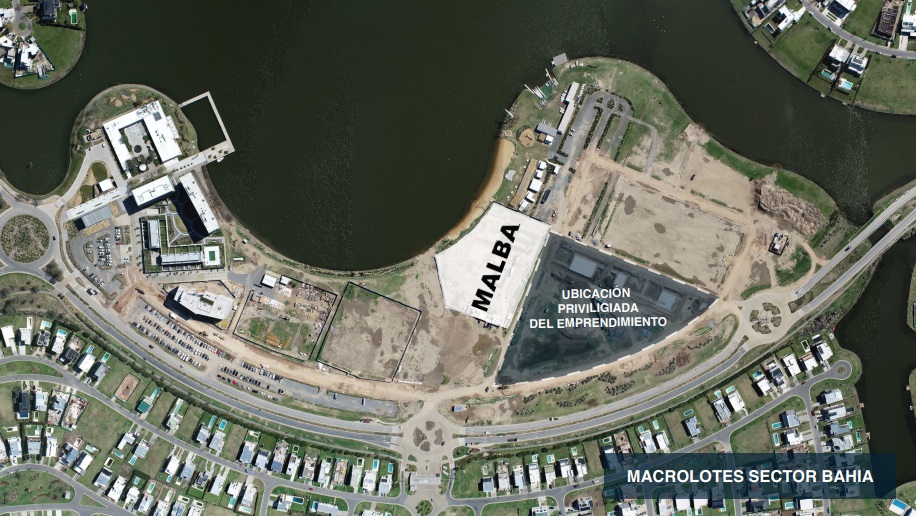 MALBA
UBICACIÓN
PRIVILIGIADA
DEL EMPRENDIMIENTO
MACROLOTES SECTOR BAHIA